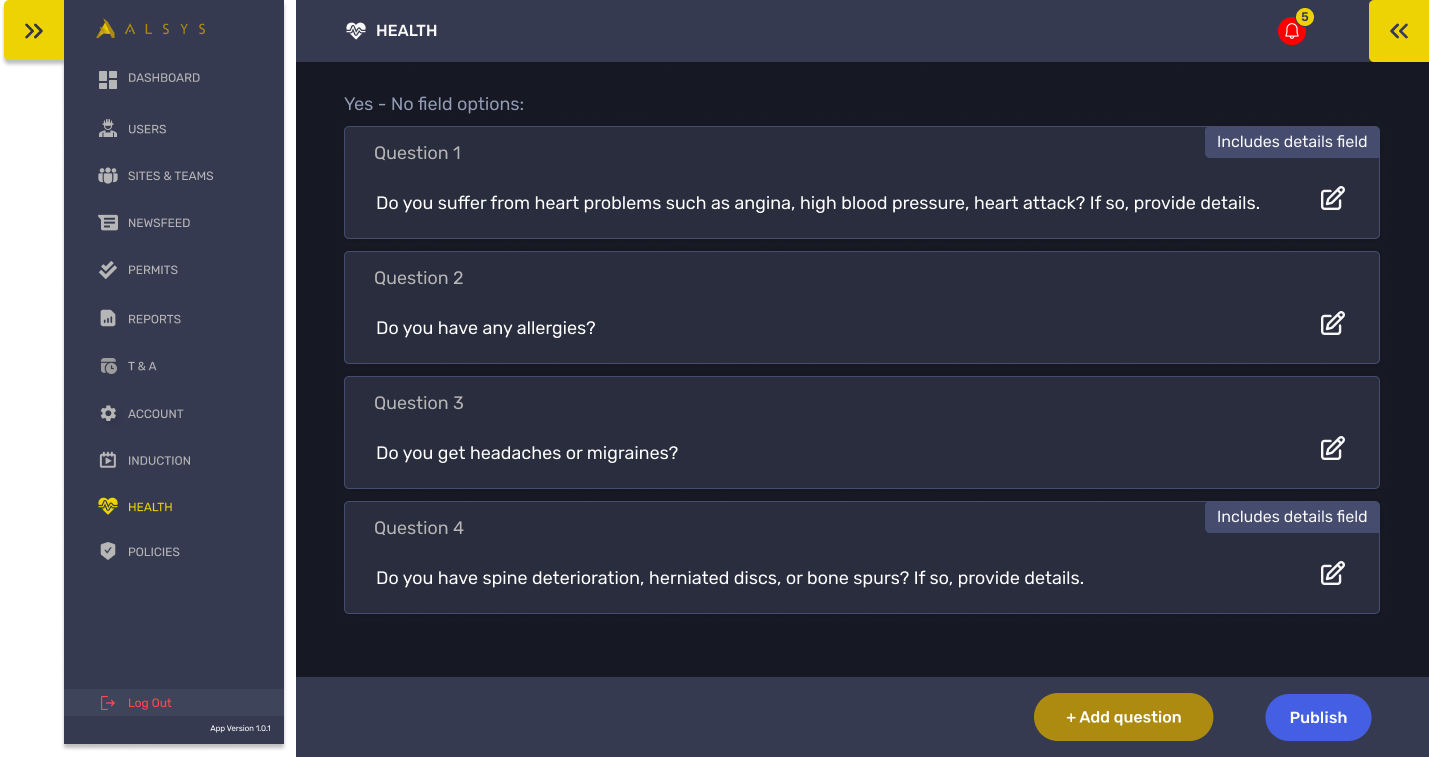 ALSYS
DASHBOARD
USERS
SITES & TEAMS
NEWSFEED
PERMITS
REPORTS
T & A
ACCOUNT
INDUCTION
HEALTH
POLICIES
Log Out
App Version 1.0.1
HEALTH
5
Yes - No field options:
Question 1
Includes details field
Do you suffer from heart problems such as angina, high blood pressure, heart attack? If so, provide details.
Question 2
Do you have any allergies?
Question 3
Do you get headaches or migraines?
Question 4
Includes details field
Do you have spine deterioration, herniated discs, or bone spurs? If so, provide details.
+ Add question
Publish